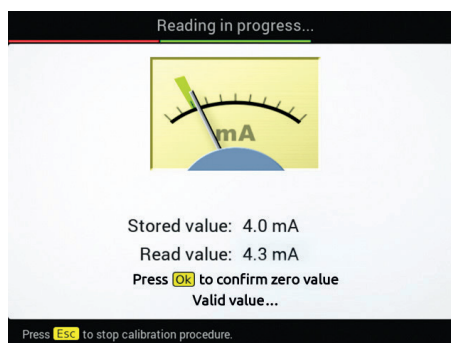 Reading in progress...
mA
Stored value: 4.0 mA
Read value: 4.3 mA
Press Ok to confirm zero value
Valid value...
Press Esc to stop calibration procedure.